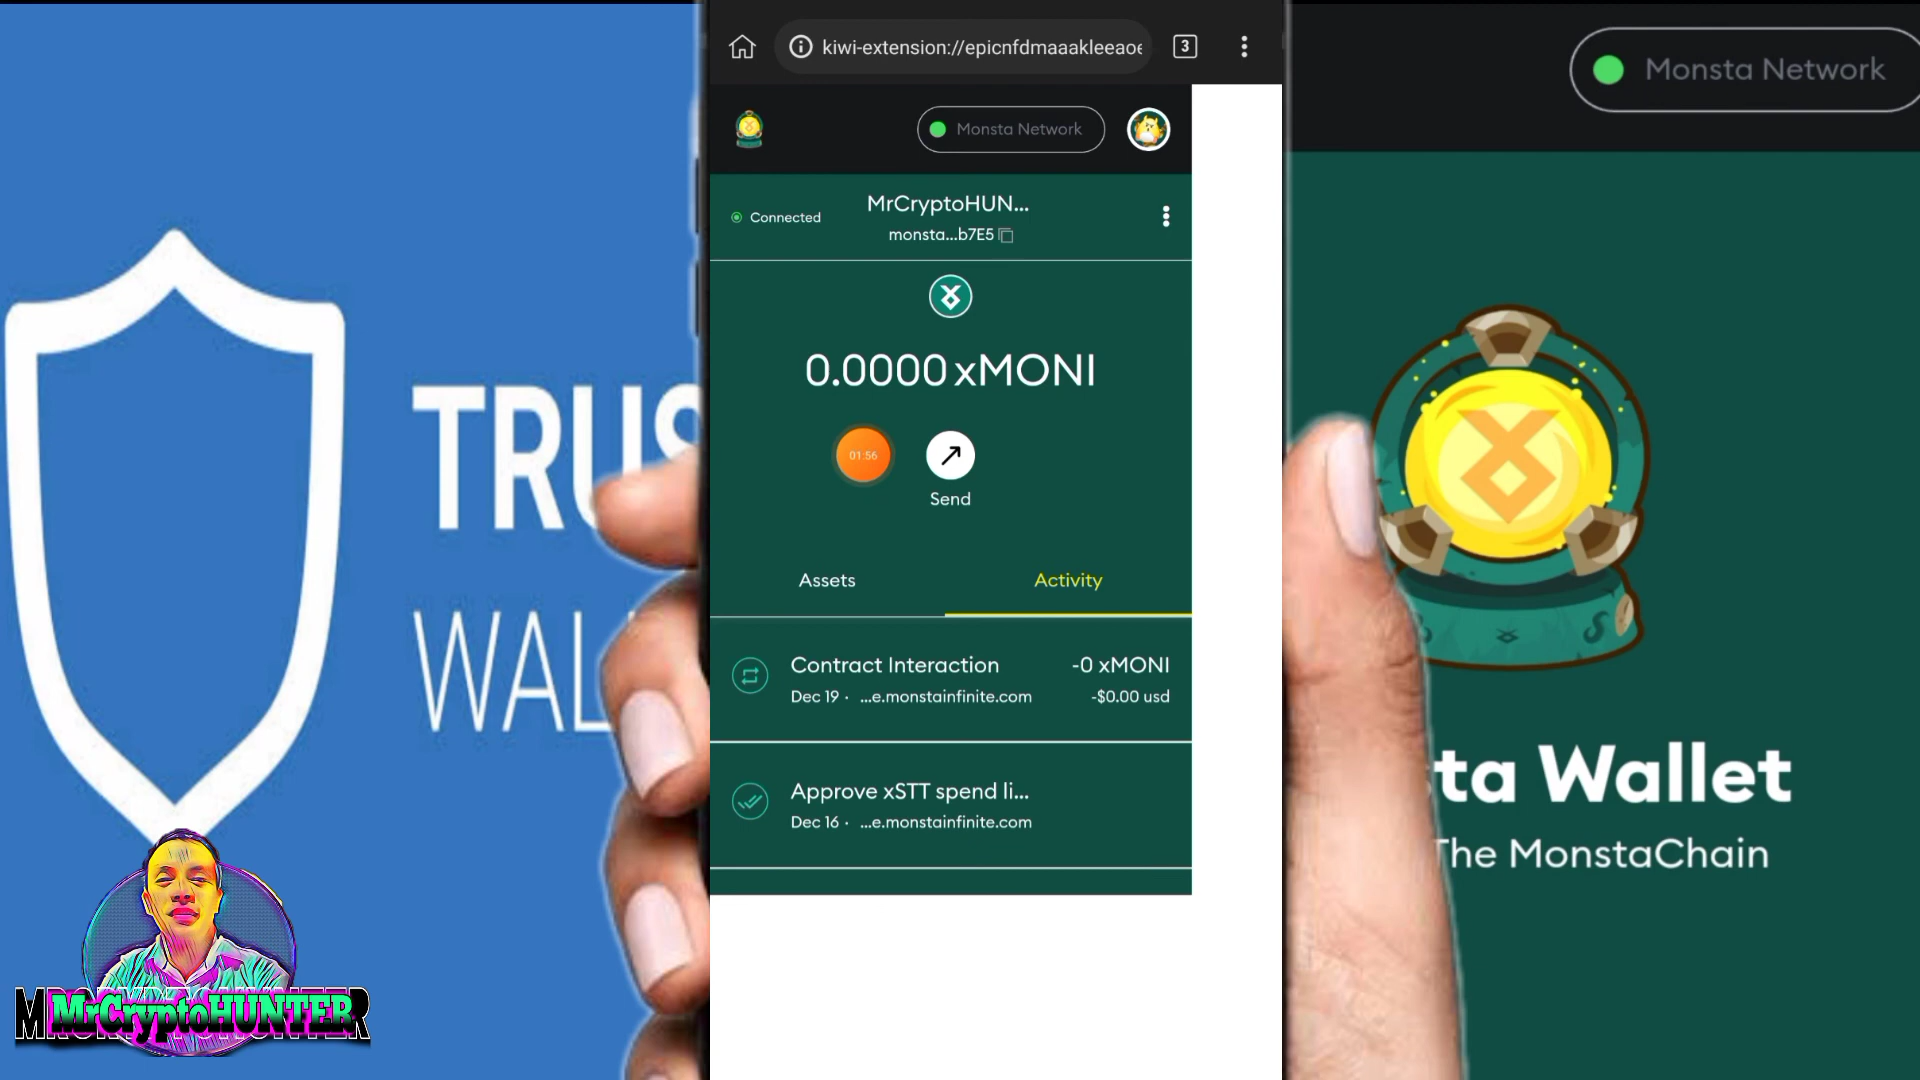 TRUS
WAL
MrCryptoHUNTER
kiwi-extension://epicnfdmaaakleeaoe
3
Monsta Network
Connected
MrCryptoHUN...
monsta...b7E5
0.0000 xMONI
01:56
Send
Assets
Activity
Contract Interaction
-0 xMONI
Dec 19 · ...e.monstainfinite.com
-$0.00 usd
Approve xSTT spend li...
Dec 16 · ...e.monstainfinite.com
Monsta Network
ta Wallet
The MonstaChain